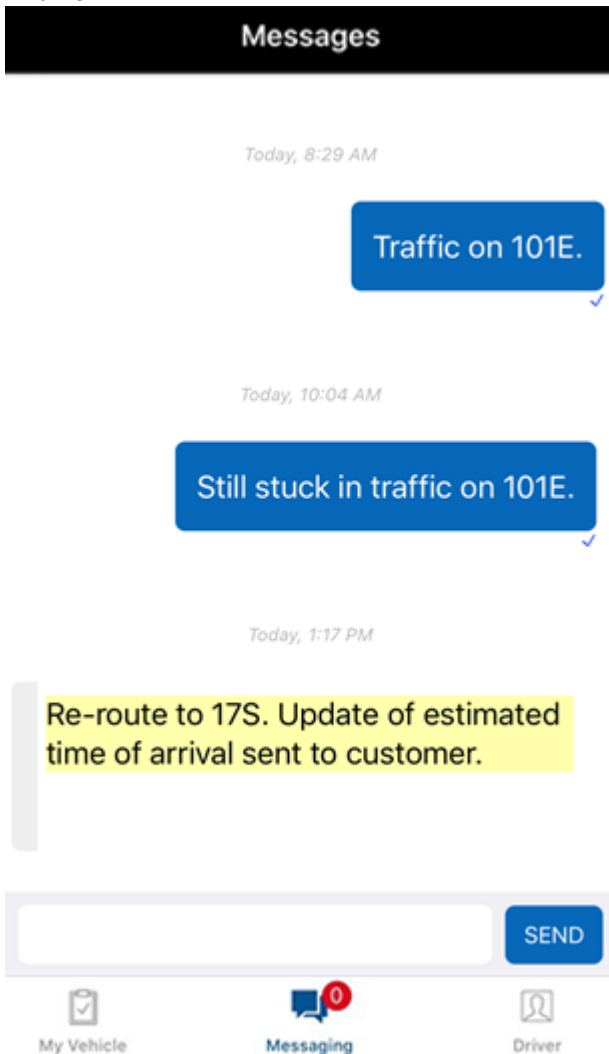 Messages
Today, 8:29 AM
Traffic on 101E.
Today, 10:04 AM
Still stuck in traffic on 101E.
Today, 1:17 PM
Re-route to 17S. Update of estimated
time of arrival sent to customer.
SEND
0
My Vehicle
Messaging
Driver